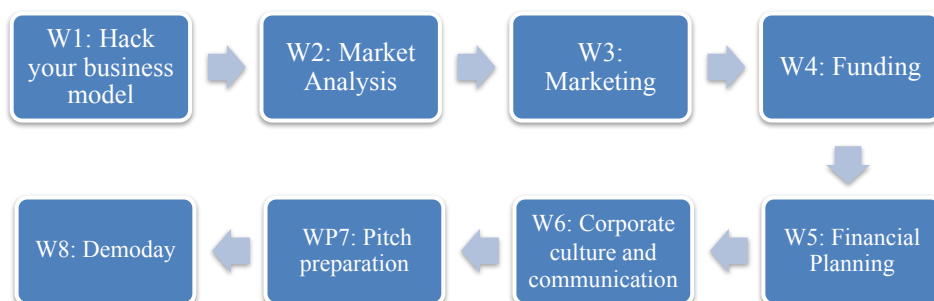 W1: Hack
your business
model
W2: Market
Analysis
W3:
Marketing
W4: Funding
W5: Financial
Planning
W6: Corporate
culture and
communication
WP7: Pitch
preparation
W8: Demoday